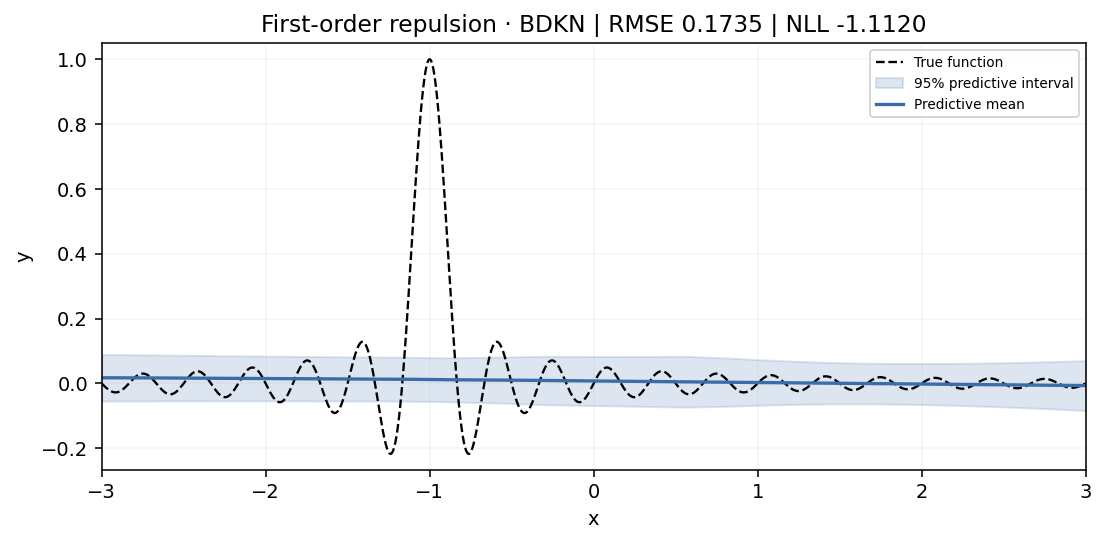 First-order repulsion · BDKN | RMSE 0.1735 | NLL -1.1120
True function
95% predictive interval
Predictive mean
y
1.0
0.8
0.6
0.4
0.2
0.0
−0.2
−3
−2
−1
0
1
2
3
x